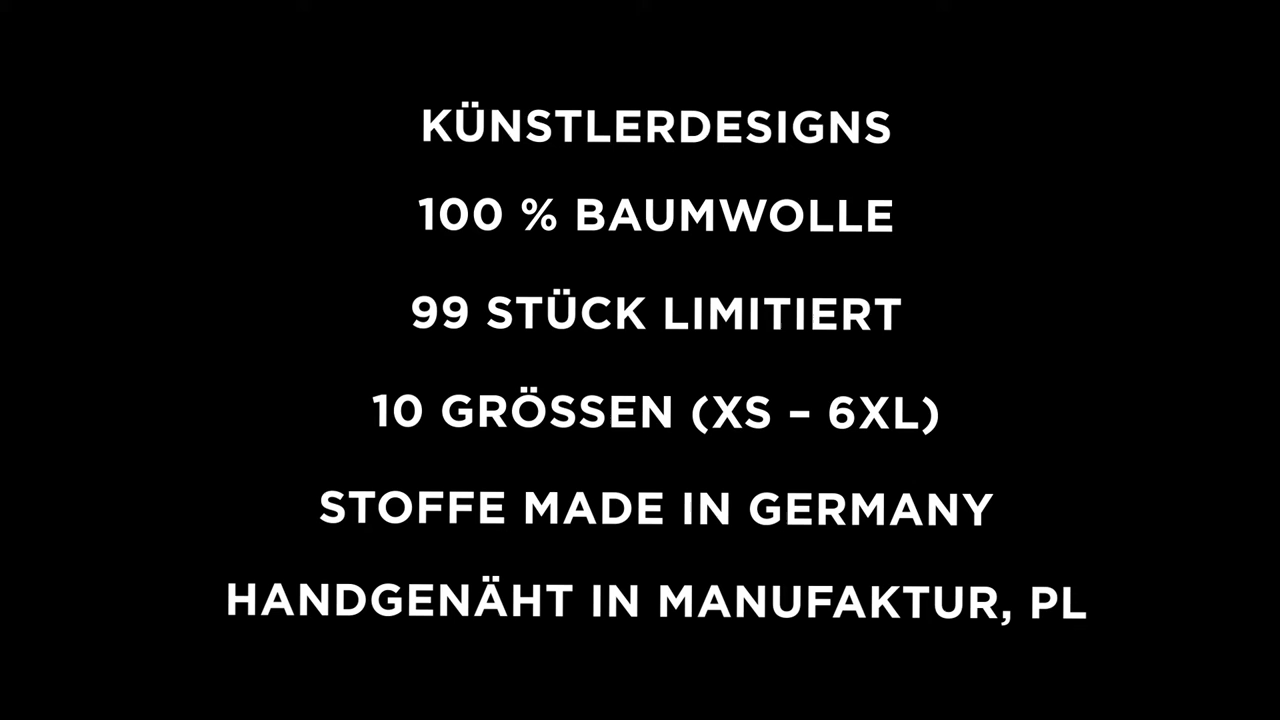 KÜNSTLERDESIGNS
100 % BAUMWOLLE
99 STÜCK LIMITIERT
10 GRÖSSEN (XS – 6XL)
STOFFE MADE IN GERMANY
HANDGENÄHT IN MANUFAKTUR, PL